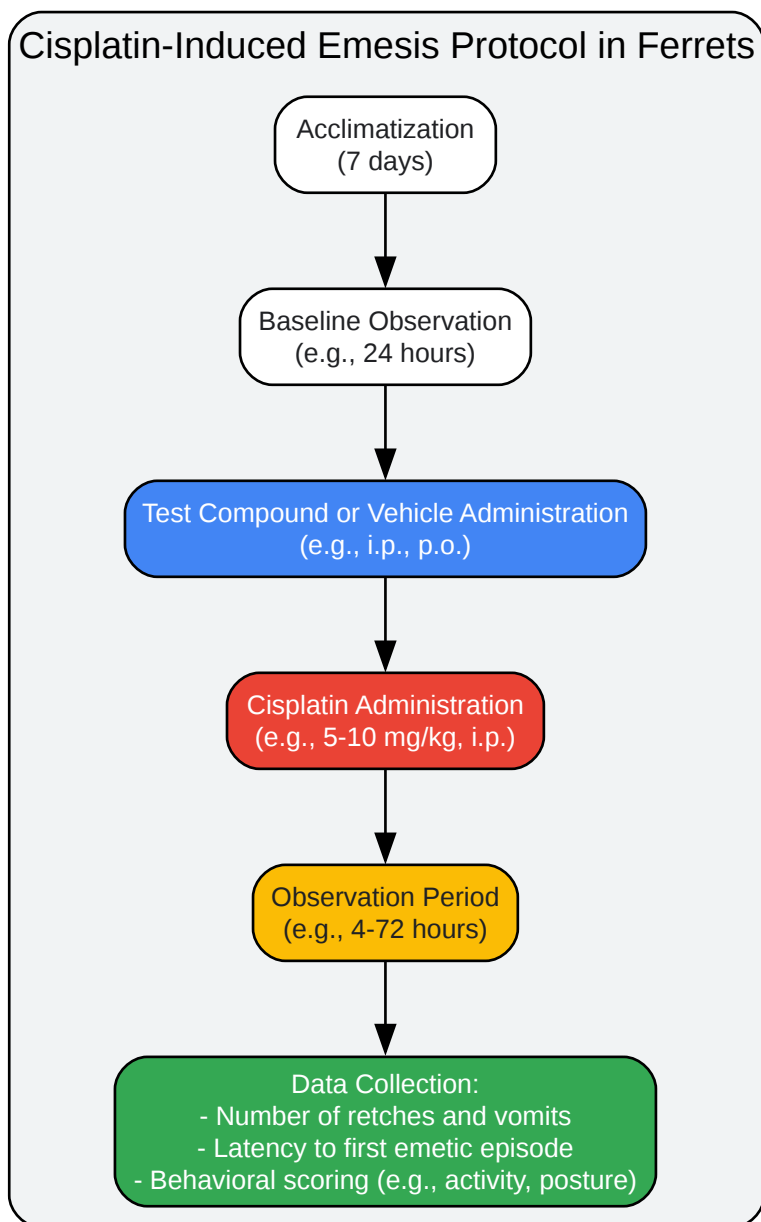 Cisplatin-Induced Emesis Protocol in Ferrets
Acclimatization
(7 days)
Baseline Observation
(e.g., 24 hours)
Test Compound or Vehicle Administration
(e.g., i.p., p.o.)
Cisplatin Administration
(e.g., 5-10 mg/kg, i.p.)
Observation Period
(e.g., 4-72 hours)
Data Collection:
- Number of retches and vomits
- Latency to first emetic episode
- Behavioral scoring (e.g., activity, posture)